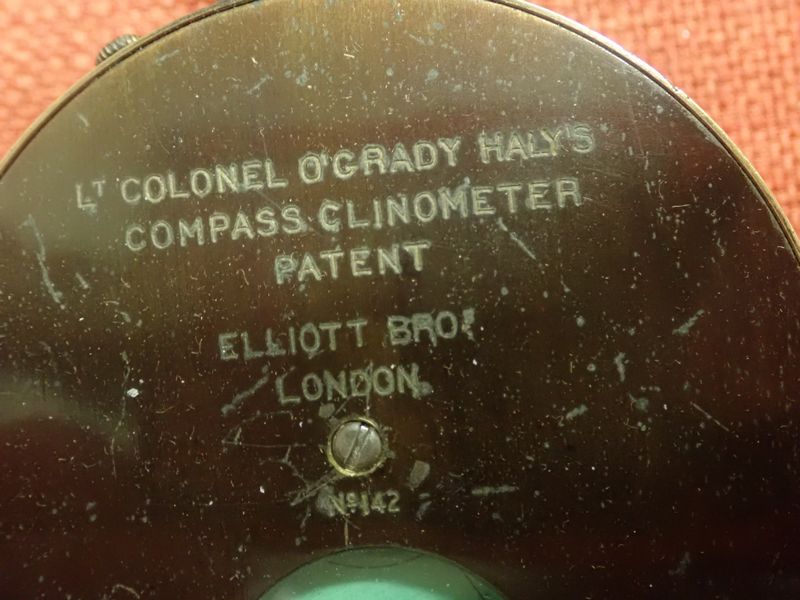 Lᵀ COLONEL O'GRADY HALY'S
COMPASS CLINOMETER
PATENT
ELLIOTT BROˢ
LONDON.
Nº 142